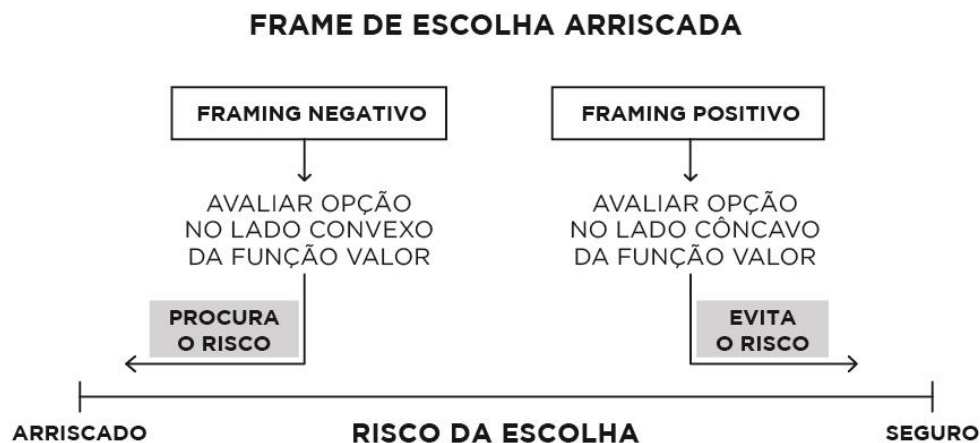 FRAME DE ESCOLHA ARRISCADA
FRAMING NEGATIVO
AVALIAR OPÇÃO
NO LADO CONVEXO
DA FUNÇÃO VALOR
PROCURA
O RISCO
FRAMING POSITIVO
AVALIAR OPÇÃO
NO LADO CÔNCAVO
DA FUNÇÃO VALOR
EVITA
O RISCO
ARRISCADO
RISCO DA ESCOLHA
SEGURO